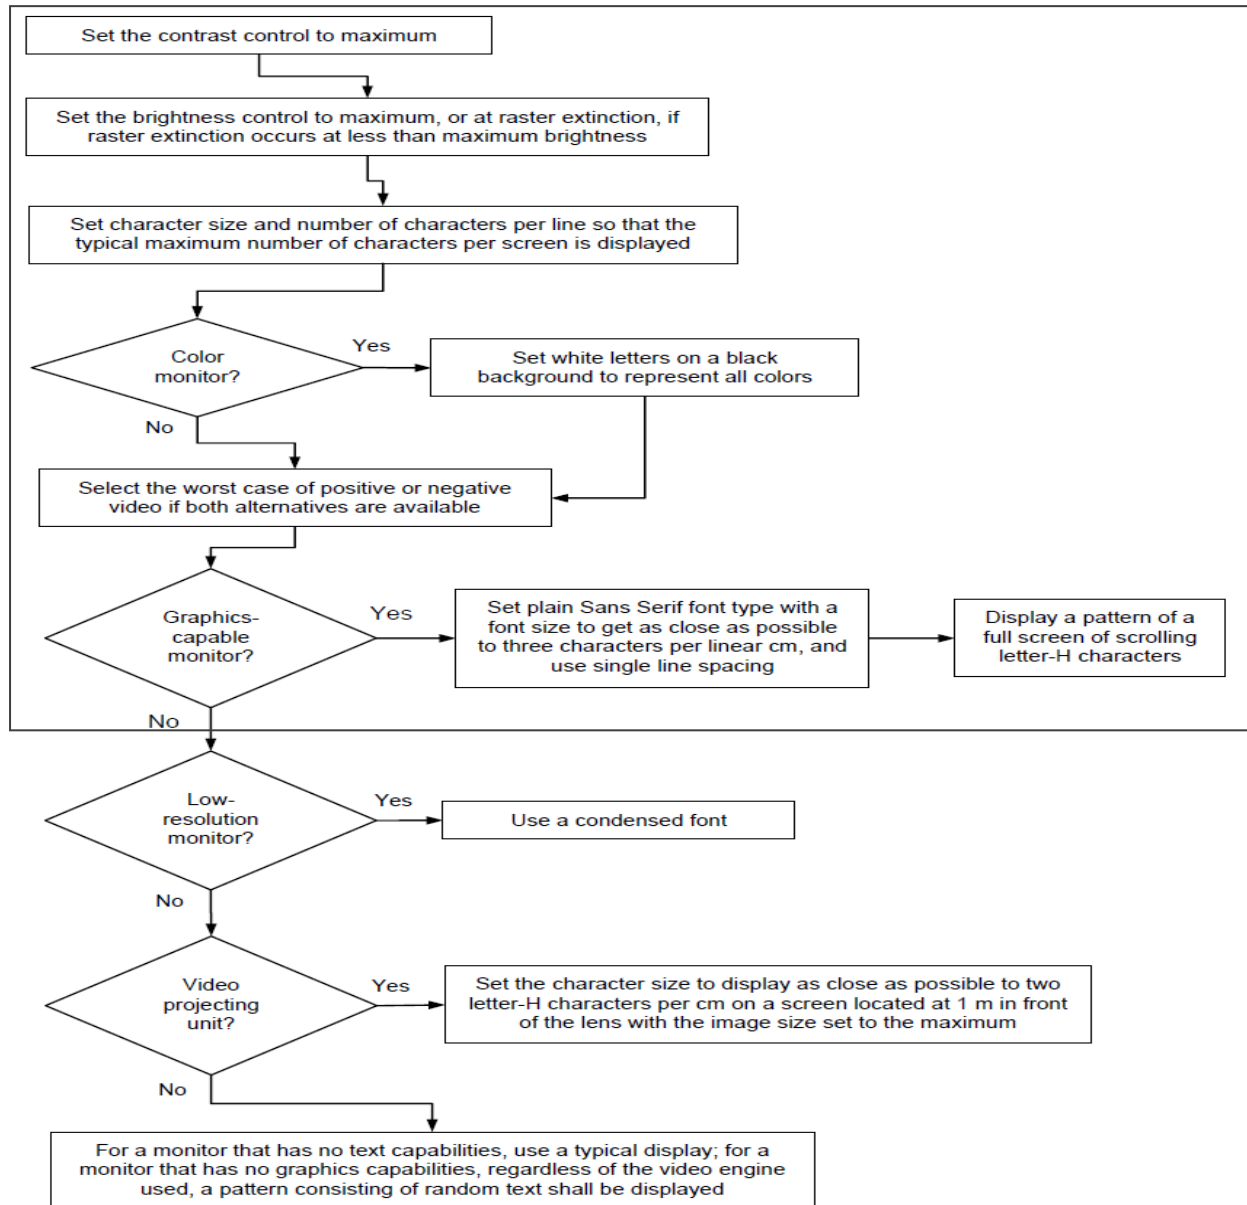 Set the contrast control to maximum
Set the brightness control to maximum, or at raster extinction, if
raster extinction occurs at less than maximum brightness
Set character size and number of characters per line so that the
typical maximum number of characters per screen is displayed
Color
monitor?
Yes
Set white letters on a black
background to represent all colors
No
Select the worst case of positive or negative
video if both alternatives are available
Graphics-
capable
monitor?
Yes
Set plain Sans Serif font type with a
font size to get as close as possible
to three characters per linear cm, and
use single line spacing
Display a pattern of a
full screen of scrolling
letter-H characters
No
Low-
resolution
monitor?
Yes
Use a condensed font
No
Video
projecting
unit?
Yes
Set the character size to display as close as possible to two
letter-H characters per cm on a screen located at 1 m in front
of the lens with the image size set to the maximum
No
For a monitor that has no text capabilities, use a typical display; for
a monitor that has no graphics capabilities, regardless of the video engine
used, a pattern consisting of random text shall be displayed